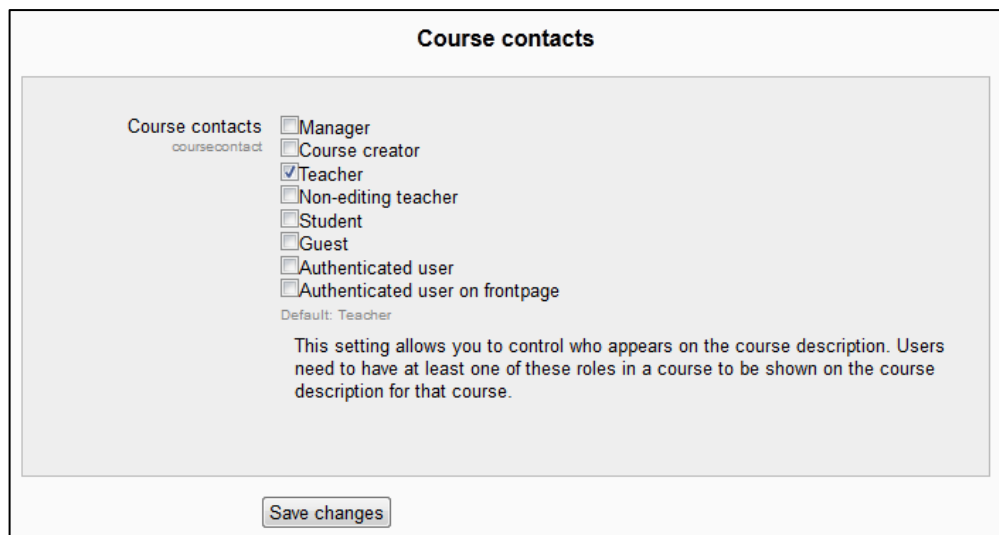 Course contacts
Course contacts
coursecontact
Manager
Course creator
Teacher
Non-editing teacher
Student
Guest
Authenticated user
Authenticated user on frontpage
Default: Teacher
This setting allows you to control who appears on the course description. Users
need to have at least one of these roles in a course to be shown on the course
description for that course.
Save changes